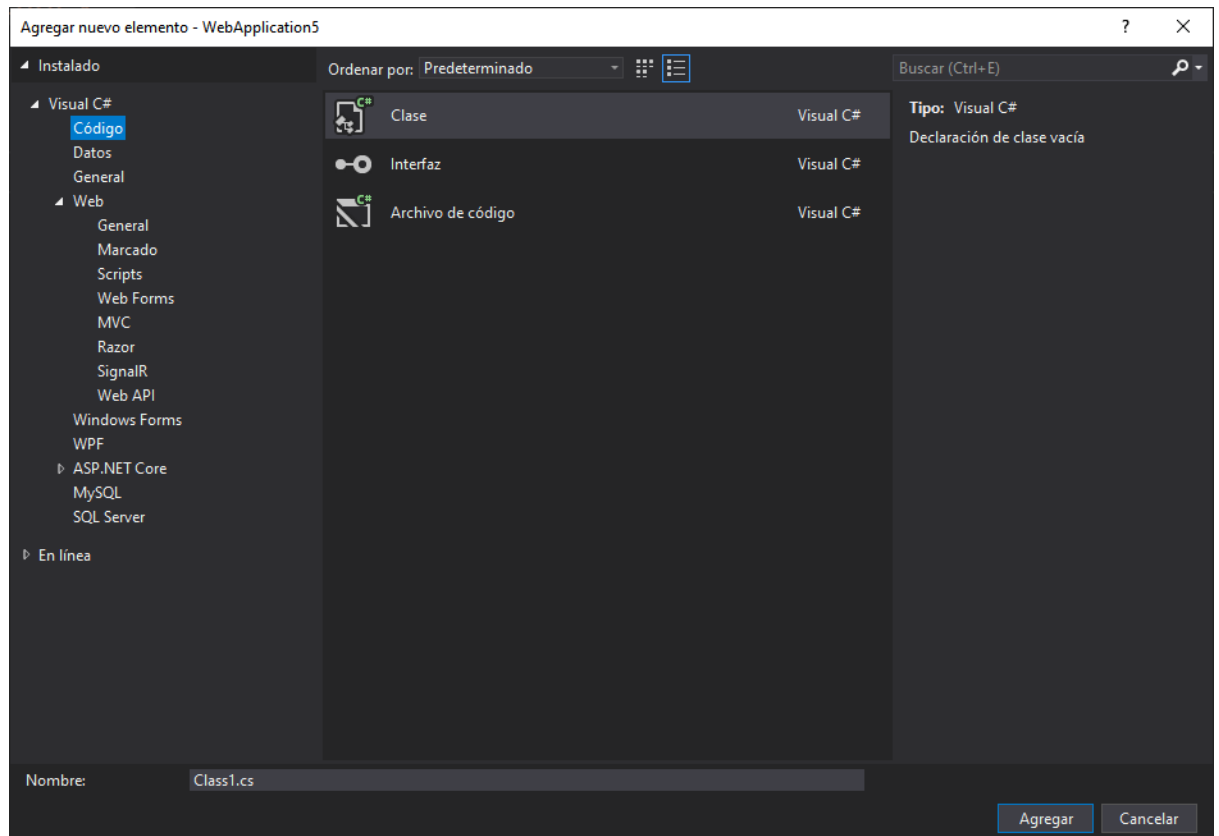 Agregar nuevo elemento - WebApplication5
?
Instalado
Ordenar por: Predeterminado
Buscar (Ctrl+E)
Visual C#
Código
Datos
General
Web
General
Marcado
Scripts
Web Forms
MVC
Razor
SignalR
Web API
Windows Forms
WPF
ASP.NET Core
MySQL
SQL Server
En línea
C# Clase Visual C#
Interfaz Visual C#
C# Archivo de código Visual C#
Tipo: Visual C#
Declaración de clase vacía
Nombre: Class1.cs
Agregar Cancelar